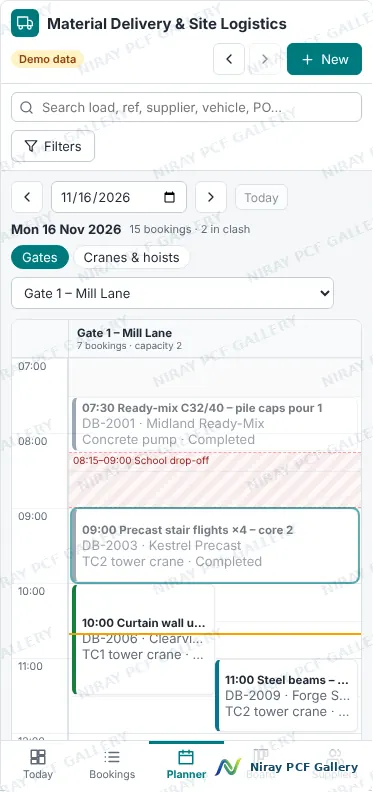 Material Delivery & Site Logistics
Demo data
New
Search load, ref, supplier, vehicle, PO...
Filters
11/16/2026
Today
Mon 16 Nov 2026 15 bookings · 2 in clash
Gates
Cranes & hoists
Gate 1 – Mill Lane
Gate 1 – Mill Lane
7 bookings · capacity 2
07:00
07:30 Ready-mix C32/40 – pile caps pour 1
DB-2001 · Midland Ready-Mix
Concrete pump · Completed
08:00
08:15–09:00 School drop-off
09:00
09:00 Precast stair flights ×4 – core 2
DB-2003 · Kestrel Precast
TC2 tower crane · Completed
10:00
10:00 Curtain wall u...
DB-2006 · Clearvi...
TC1 tower crane · ...
11:00
11:00 Steel beams – ...
DB-2009 · Forge S...
TC2 tower crane · ...
Today
Bookings
Planner
Board
Suppliers
Niray PCF Gallery
NIRAY PCF GALLERY